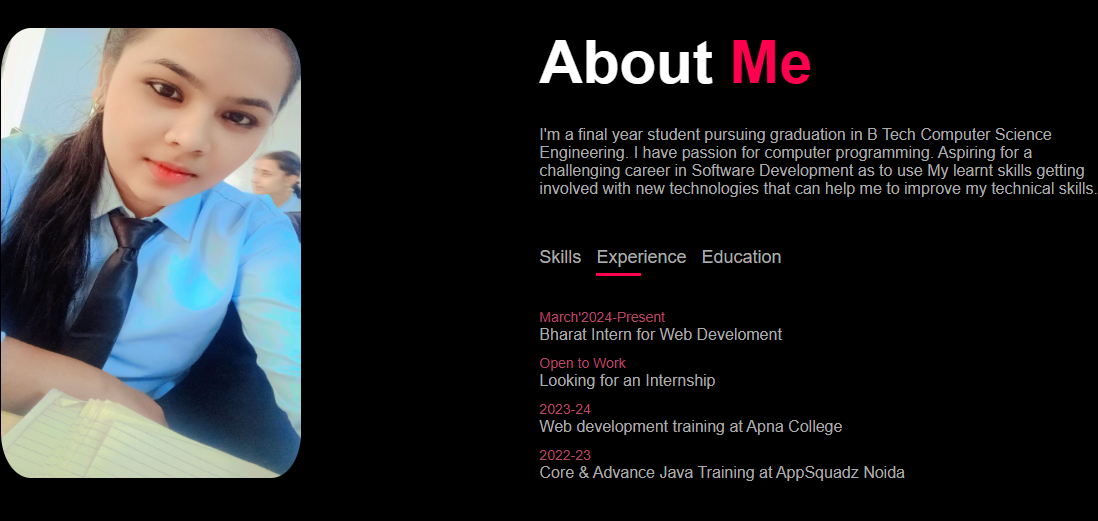 About Me
I'm a final year student pursuing graduation in B Tech Computer Science
Engineering. I have passion for computer programming. Aspiring for a
challenging career in Software Development as to use My learnt skills getting
involved with new technologies that can help me to improve my technical skills.
Skills Experience Education
March'2024-Present
Bharat Intern for Web Develoment
Open to Work
Looking for an Internship
2023-24
Web development training at Apna College
2022-23
Core & Advance Java Training at AppSquadz Noida